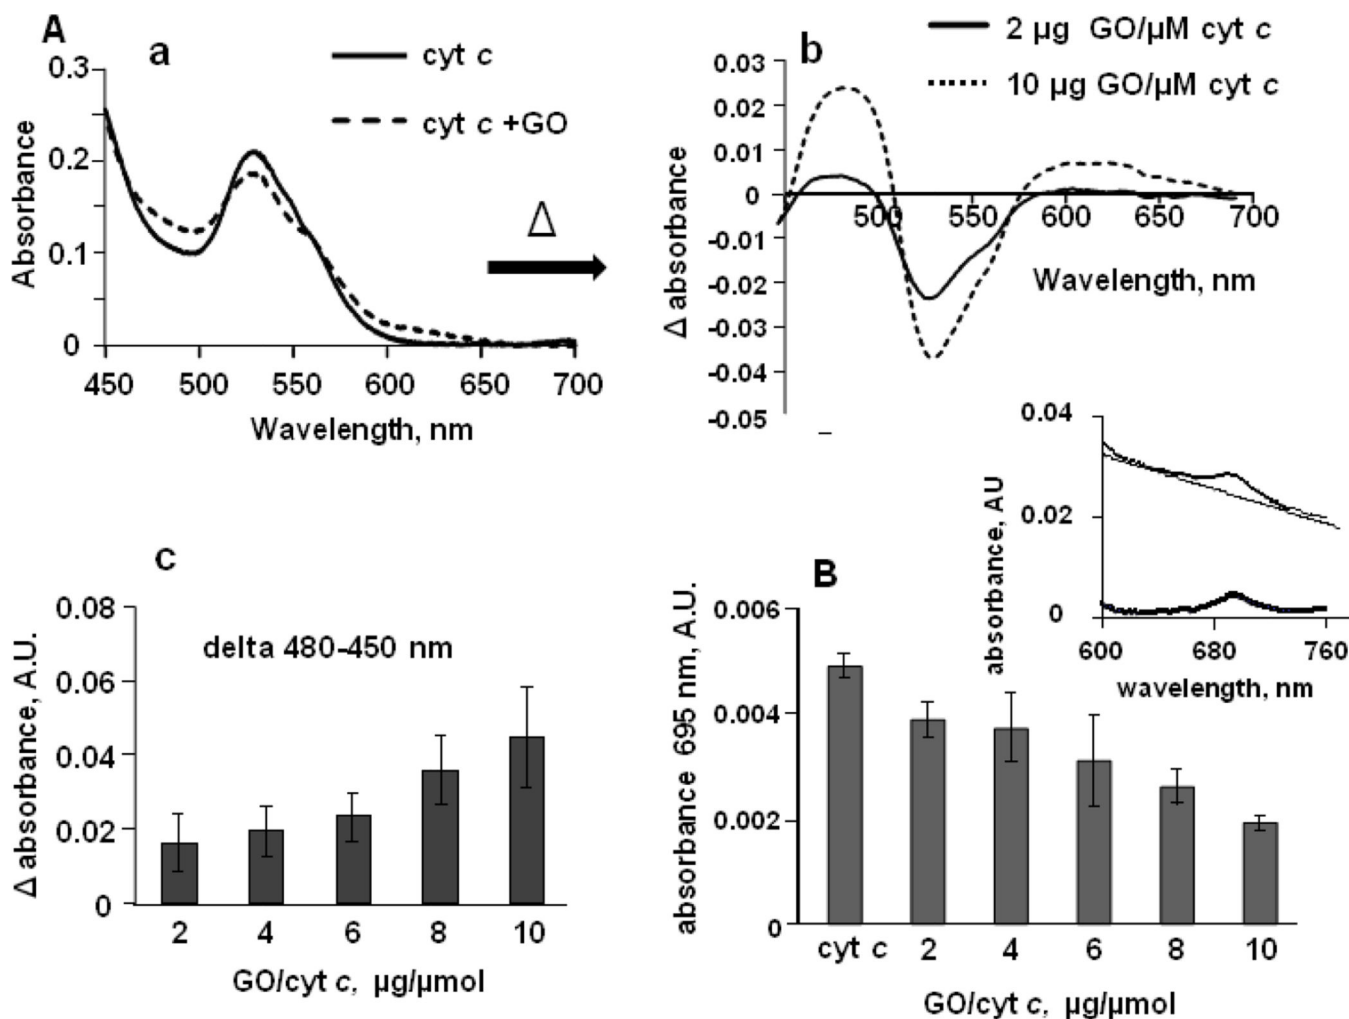 A
a
cyt c
cyt c +GO
Absorbance
0.3
0.2
0.1
0
450 500 550 600 650 700
Wavelength, nm
Δ
b
2 µg GO/µM cyt c
10 µg GO/µM cyt c
Δ absorbance
0.03
0.02
0.01
0
-0.01
-0.02
-0.03
-0.04
-0.05
500 550 600 650 700
Wavelength, nm
absorbance, AU
0.04
0.02
0
600 680 760
wavelength, nm
c
delta 480-450 nm
Δ absorbance, A.U.
0.08
0.06
0.04
0.02
0
2 4 6 8 10
GO/cyt c, µg/µmol
B
absorbance 695 nm, A.U.
0.006
0.004
0.002
0
cyt c 2 4 6 8 10
GO/cyt c, µg/µmol